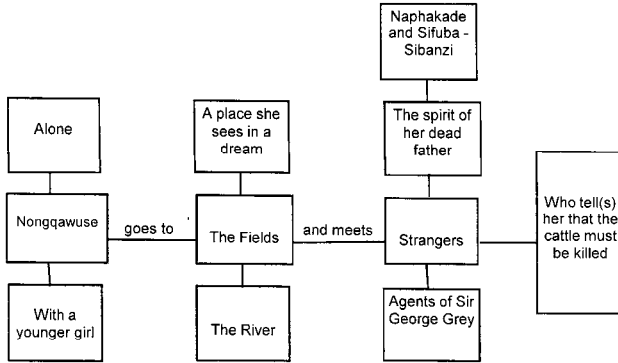 Naphakade
and Sifuba -
Sibanzi
Alone
A place she
sees in a
dream
The spirit of
her dead
father
Nongqawuse
goes to
The Fields
and meets
Strangers
Who tell(s)
her that the
cattle must
be killed
With a
younger girl
The River
Agents of Sir
George Grey